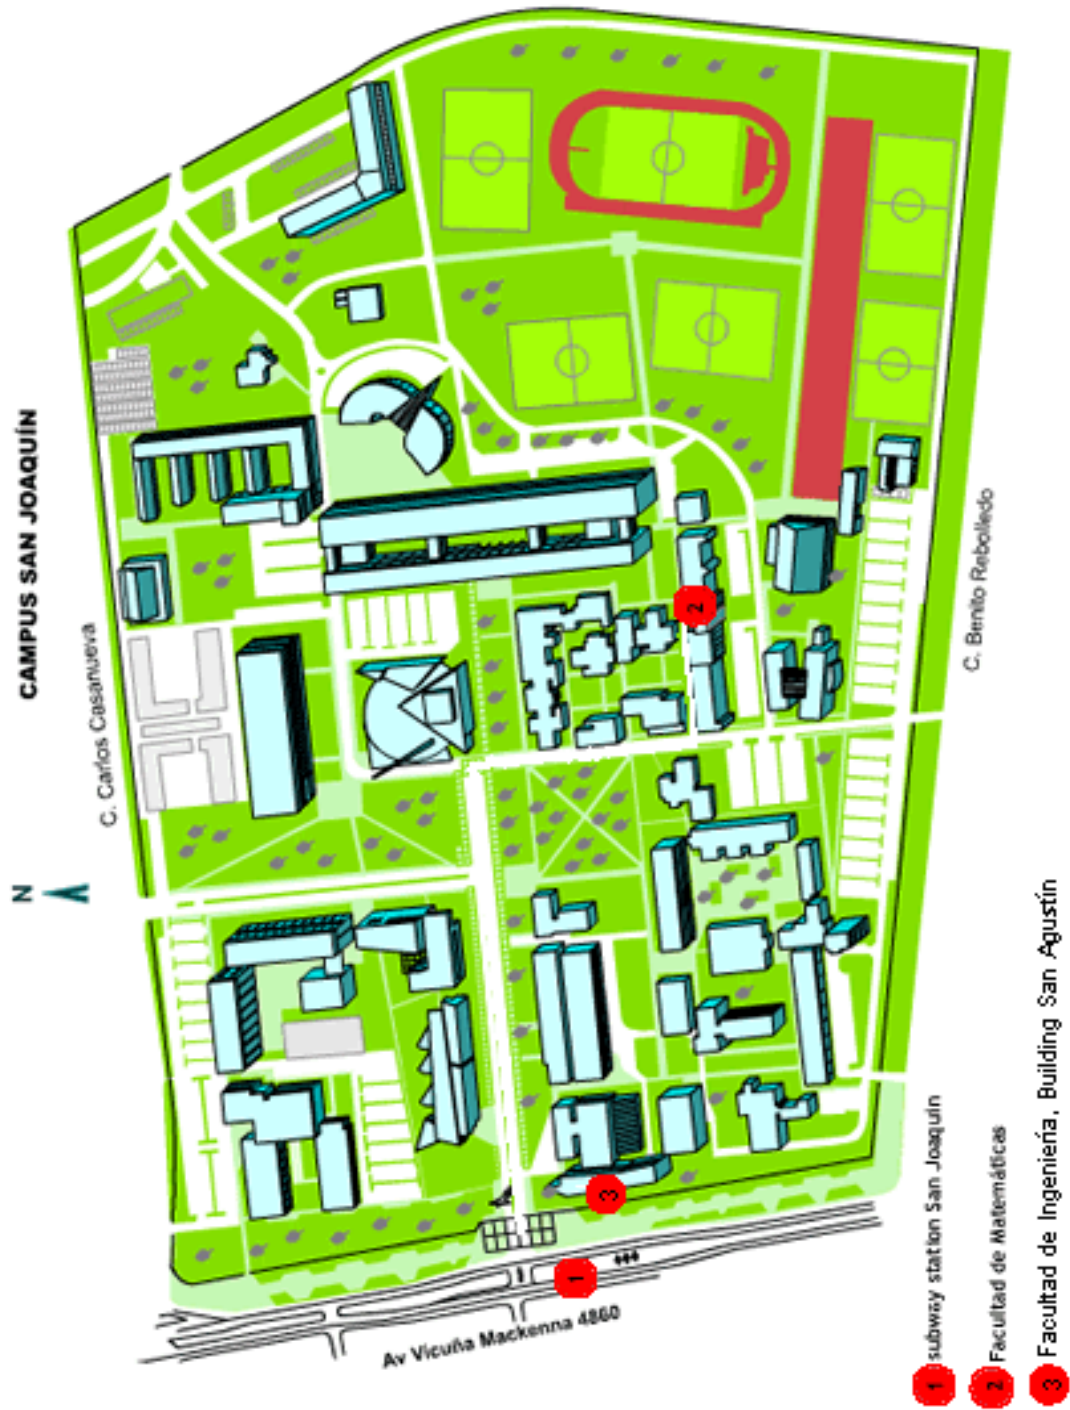 CAMPUS SAN JOAQUÍN
N
C. Carlos Casanueva
C. Benito Rebolledo
Av Vicuña Mackenna 4860
1
2
3
1 subway station San Joaquín
2 Facultad de Matemáticas
3 Facultad de Ingeniería, Building San Agustín